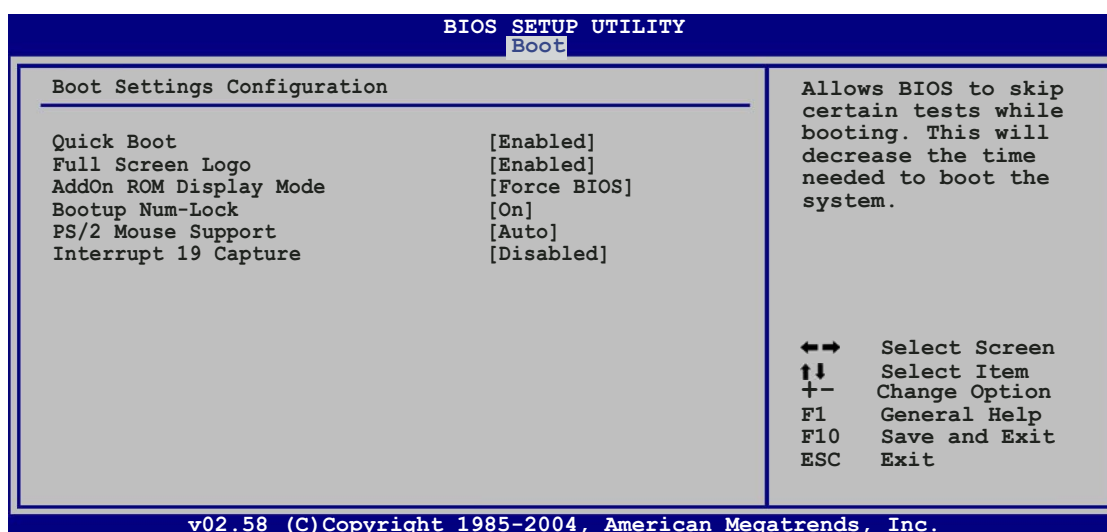 BIOS SETUP UTILITY
Boot
Boot Settings Configuration
Quick Boot [Enabled]
Full Screen Logo [Enabled]
AddOn ROM Display Mode [Force BIOS]
Bootup Num-Lock [On]
PS/2 Mouse Support [Auto]
Interrupt 19 Capture [Disabled]
Allows BIOS to skip
certain tests while
booting. This will
decrease the time
needed to boot the
system.
←→ Select Screen
↑↓ Select Item
+- Change Option
F1 General Help
F10 Save and Exit
ESC Exit
v02.58 (C)Copyright 1985-2004, American Megatrends, Inc.